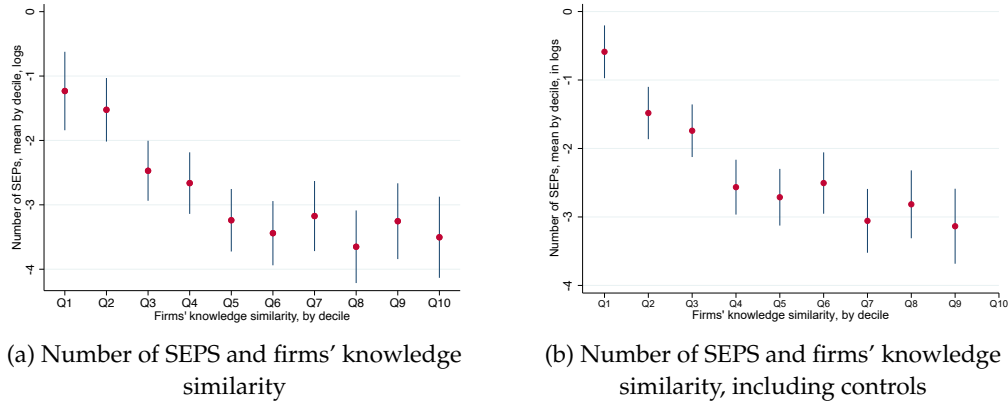 Number of SEPS, mean by decile, logs
0
-1
-2
-3
-4
Q1 Q2 Q3 Q4 Q5 Q6 Q7 Q8 Q9 Q10
Firms' knowledge similarity, by decile
(a) Number of SEPS and firms’ knowledge
similarity
Number of SEPs, mean by decile, in logs
0
-1
-2
-3
-4
Q1 Q2 Q3 Q4 Q5 Q6 Q7 Q8 Q9 Q10
Firms' knowledge similarity, by decile
(b) Number of SEPS and firms’ knowledge
similarity, including controls